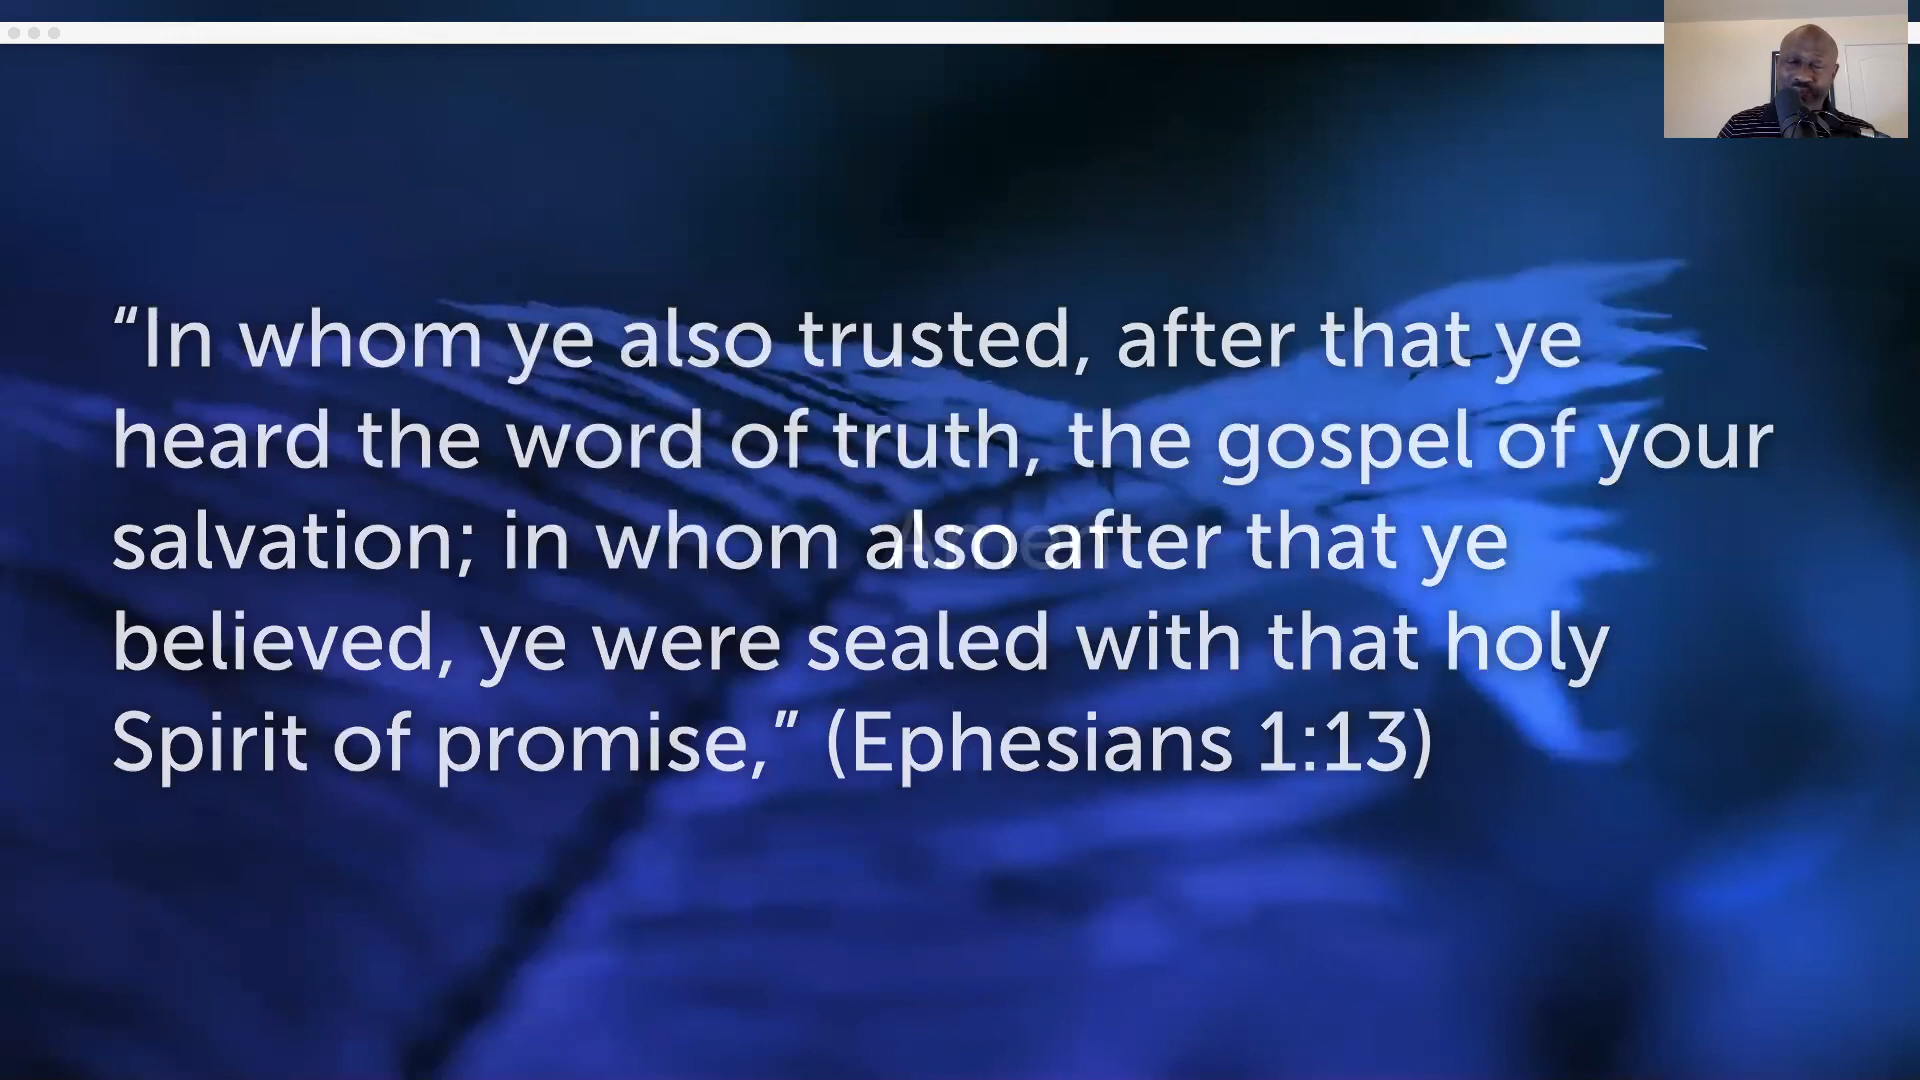 “In whom ye also trusted, after that ye
heard the word of truth, the gospel of your
salvation; in whom also after that ye
believed, ye were sealed with that holy
Spirit of promise,” (Ephesians 1:13)
Amen